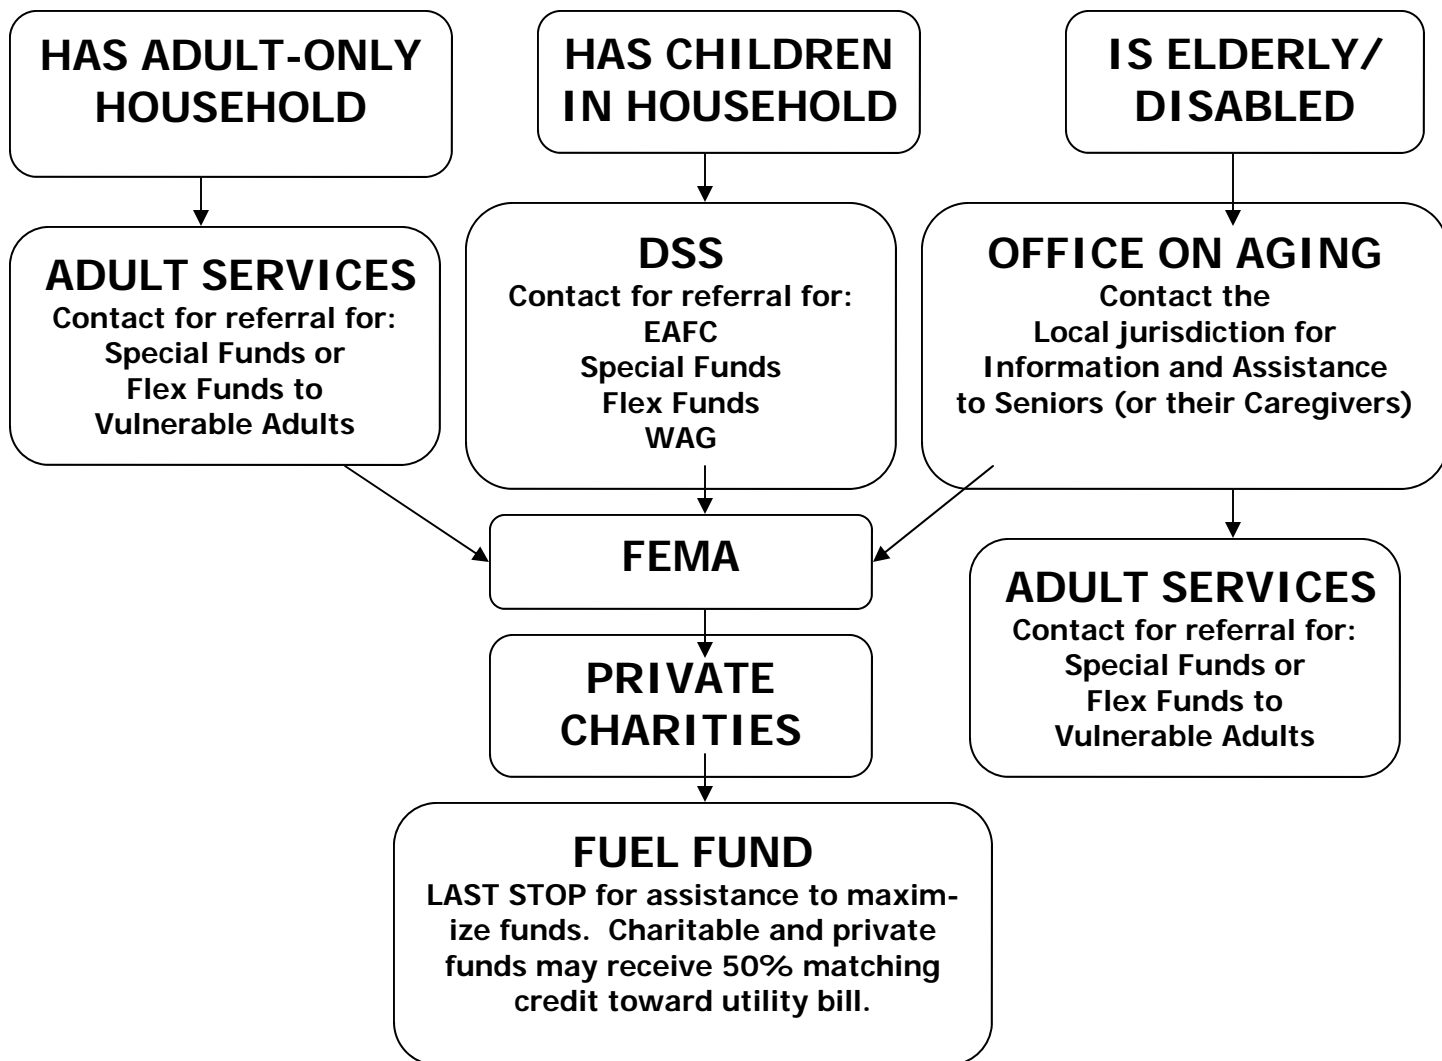 HAS ADULT-ONLY
HOUSEHOLD
HAS CHILDREN
IN HOUSEHOLD
IS ELDERLY/
DISABLED
ADULT SERVICES
Contact for referral for:
Special Funds or
Flex Funds to
Vulnerable Adults
DSS
Contact for referral for:
EAFC
Special Funds
Flex Funds
WAG
OFFICE ON AGING
Contact the
Local jurisdiction for
Information and Assistance
to Seniors (or their Caregivers)
FEMA
ADULT SERVICES
Contact for referral for:
Special Funds or
Flex Funds to
Vulnerable Adults
PRIVATE
CHARITIES
FUEL FUND
LAST STOP for assistance to maxim-
ize funds.  Charitable and private
funds may receive 50% matching
credit toward utility bill.